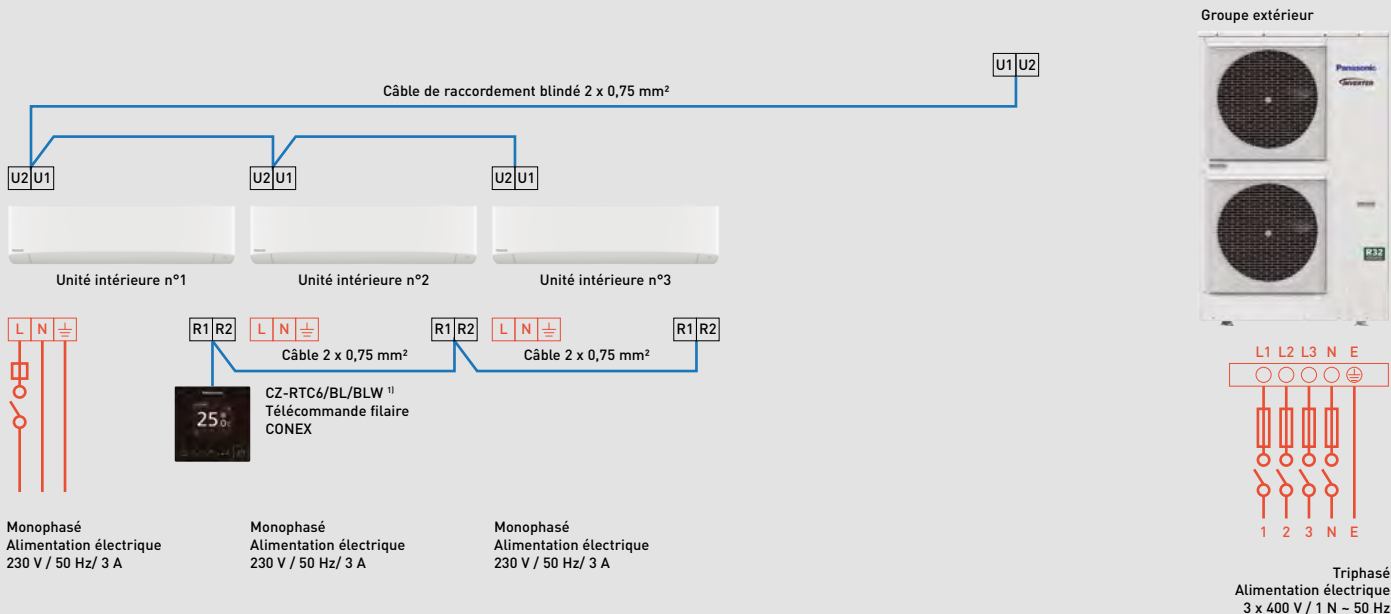 Groupe extérieur
U1 U2
Câble de raccordement blindé 2 x 0,75 mm²
Panasonic
INVERTER
U2 U1
U2 U1
U2 U1
R32
Unité intérieure n°1
Unité intérieure n°2
Unité intérieure n°3
L N
R1 R2
L N
R1 R2
L N
R1 R2
Câble 2 x 0,75 mm²
Câble 2 x 0,75 mm²
L1 L2 L3 N E
CZ-RTC6/BL/BLW 1)
Télécommande filaire
CONEX
25.0
1 2 3 N E
Monophasé
Alimentation électrique
230 V / 50 Hz/ 3 A
Monophasé
Alimentation électrique
230 V / 50 Hz/ 3 A
Monophasé
Alimentation électrique
230 V / 50 Hz/ 3 A
Triphasé
Alimentation électrique
3 x 400 V / 1 N ~ 50 Hz